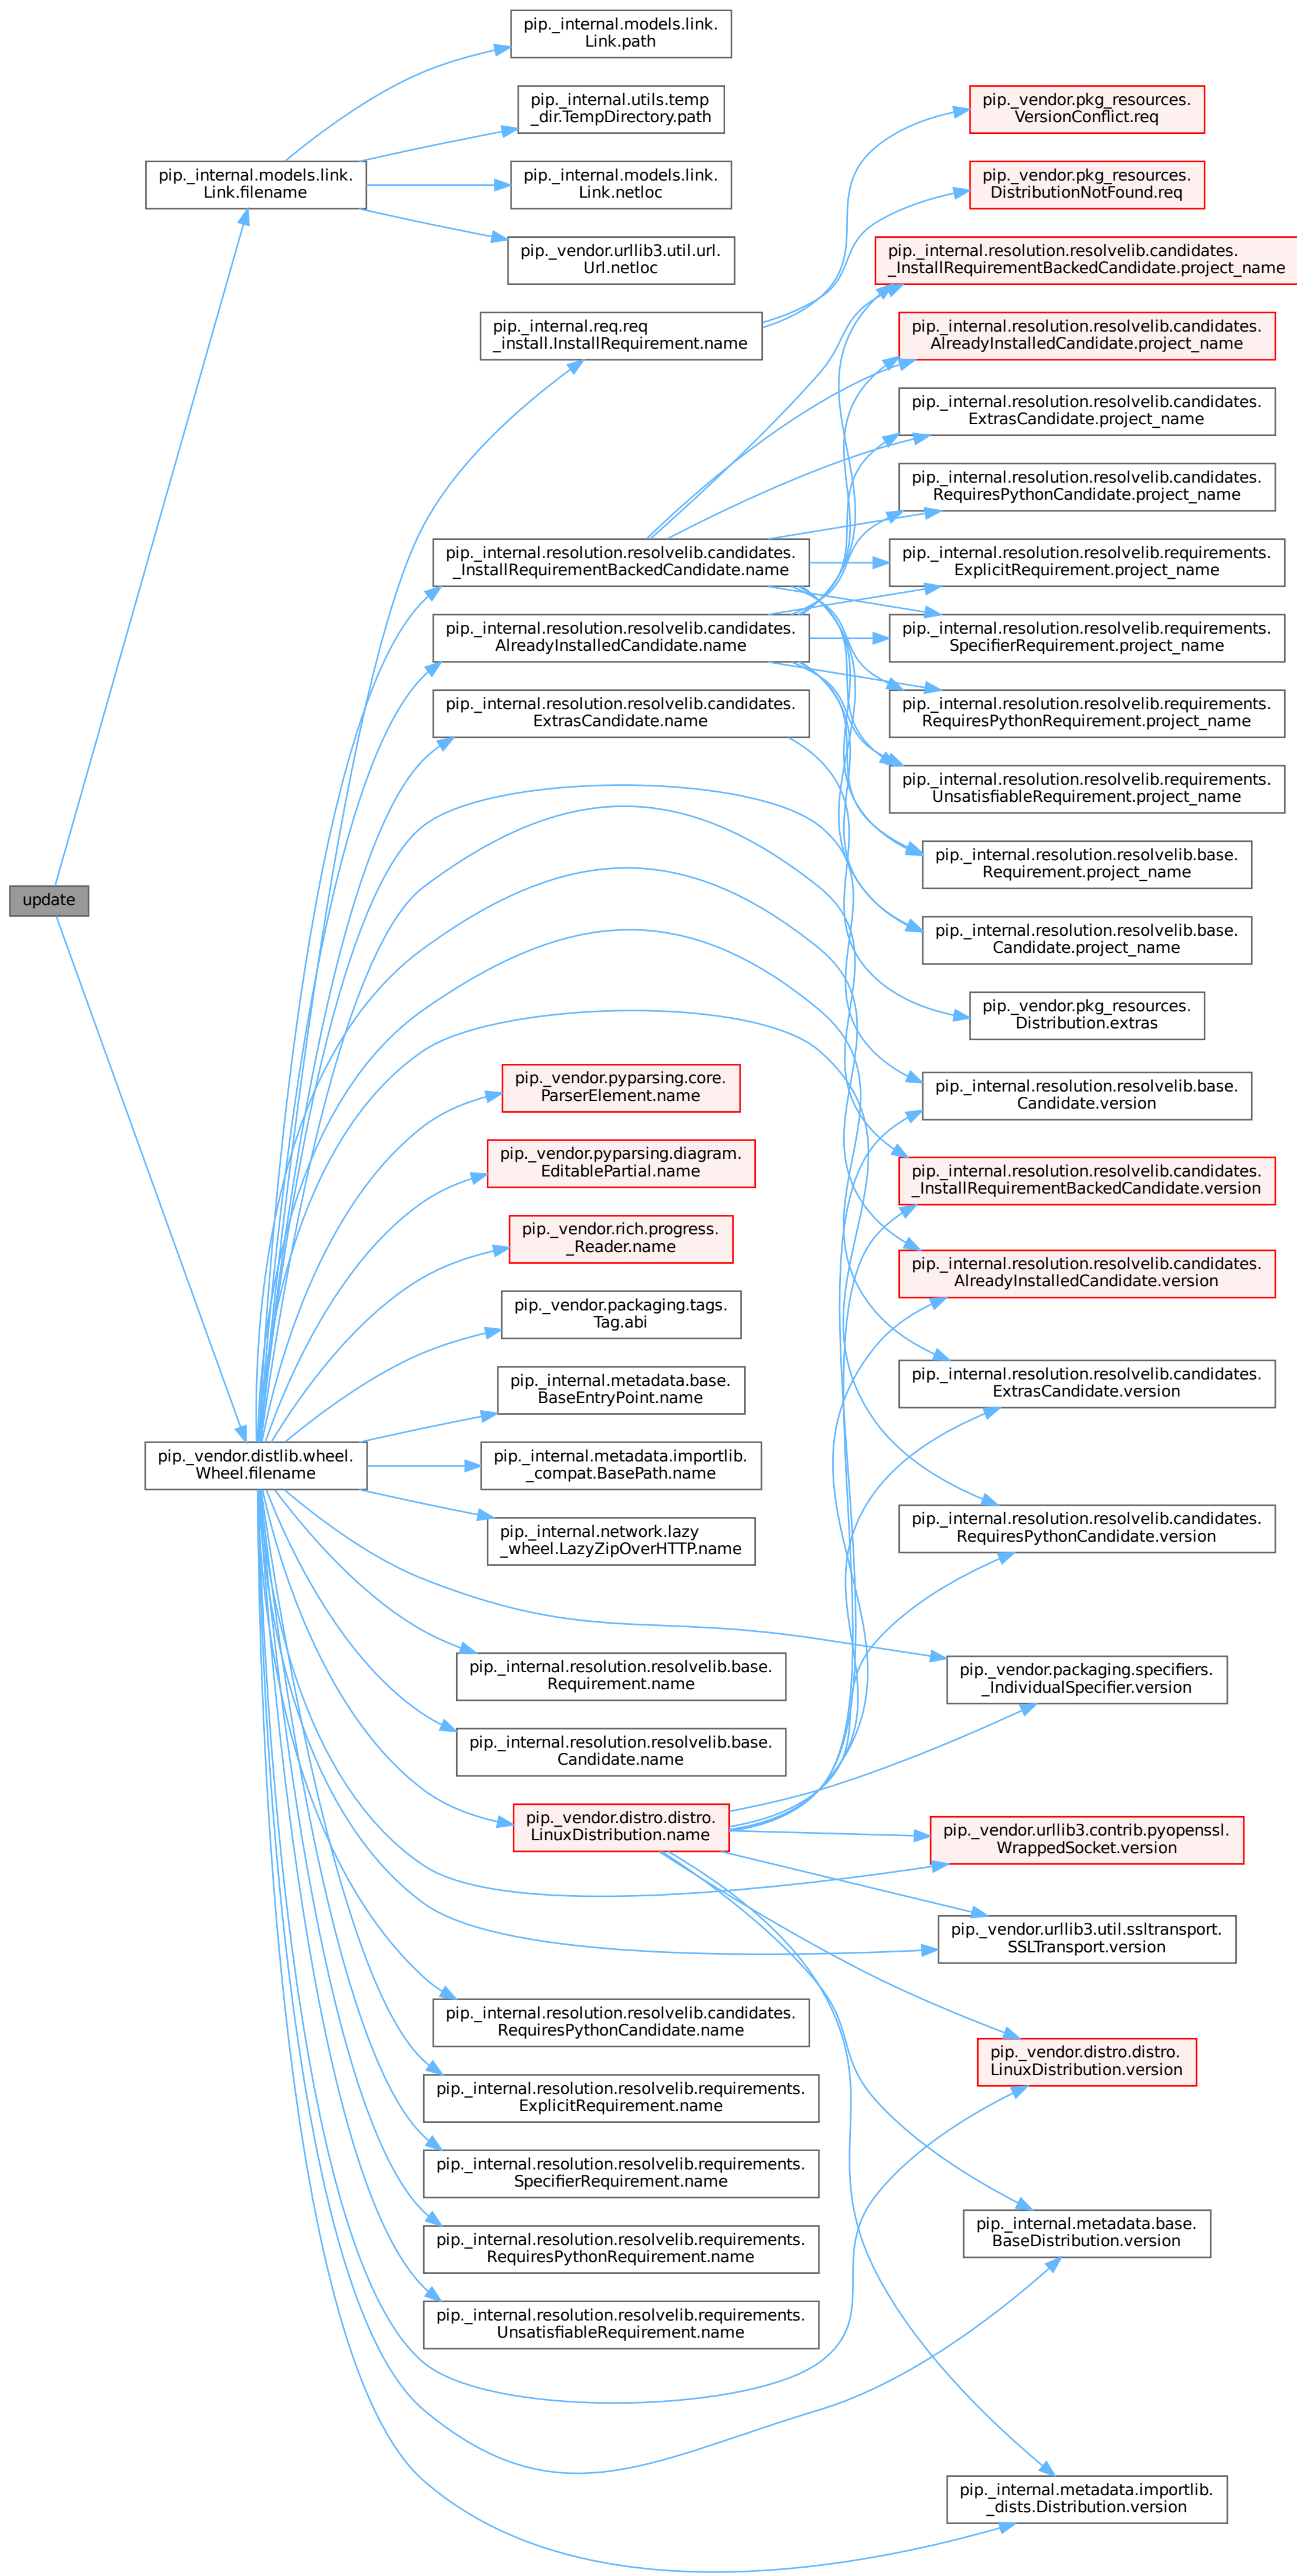 update
pip._internal.models.link.
Link.filename
pip._vendor.distlib.wheel.
Wheel.filename
pip._internal.models.link.
Link.path
pip._internal.utils.temp
_dir.TempDirectory.path
pip._internal.models.link.
Link.netloc
pip._vendor.urllib3.util.url.
Url.netloc
pip._internal.req.req
_install.InstallRequirement.name
pip._internal.resolution.resolvelib.candidates.
_InstallRequirementBackedCandidate.name
pip._internal.resolution.resolvelib.candidates.
AlreadyInstalledCandidate.name
pip._internal.resolution.resolvelib.candidates.
ExtrasCandidate.name
pip._vendor.pyparsing.core.
ParserElement.name
pip._vendor.pyparsing.diagram.
EditablePartial.name
pip._vendor.rich.progress.
_Reader.name
pip._vendor.packaging.tags.
Tag.abi
pip._internal.metadata.base.
BaseEntryPoint.name
pip._internal.metadata.importlib.
_compat.BasePath.name
pip._internal.network.lazy
_wheel.LazyZipOverHTTP.name
pip._internal.resolution.resolvelib.base.
Requirement.name
pip._internal.resolution.resolvelib.base.
Candidate.name
pip._vendor.distro.distro.
LinuxDistribution.name
pip._internal.resolution.resolvelib.candidates.
RequiresPythonCandidate.name
pip._internal.resolution.resolvelib.requirements.
ExplicitRequirement.name
pip._internal.resolution.resolvelib.requirements.
SpecifierRequirement.name
pip._internal.resolution.resolvelib.requirements.
RequiresPythonRequirement.name
pip._internal.resolution.resolvelib.requirements.
UnsatisfiableRequirement.name
pip._vendor.pkg_resources.
VersionConflict.req
pip._vendor.pkg_resources.
DistributionNotFound.req
pip._internal.resolution.resolvelib.candidates.
_InstallRequirementBackedCandidate.project_name
pip._internal.resolution.resolvelib.candidates.
AlreadyInstalledCandidate.project_name
pip._internal.resolution.resolvelib.candidates.
ExtrasCandidate.project_name
pip._internal.resolution.resolvelib.candidates.
RequiresPythonCandidate.project_name
pip._internal.resolution.resolvelib.requirements.
ExplicitRequirement.project_name
pip._internal.resolution.resolvelib.requirements.
SpecifierRequirement.project_name
pip._internal.resolution.resolvelib.requirements.
RequiresPythonRequirement.project_name
pip._internal.resolution.resolvelib.requirements.
UnsatisfiableRequirement.project_name
pip._internal.resolution.resolvelib.base.
Requirement.project_name
pip._internal.resolution.resolvelib.base.
Candidate.project_name
pip._vendor.pkg_resources.
Distribution.extras
pip._internal.resolution.resolvelib.base.
Candidate.version
pip._internal.resolution.resolvelib.candidates.
_InstallRequirementBackedCandidate.version
pip._internal.resolution.resolvelib.candidates.
AlreadyInstalledCandidate.version
pip._internal.resolution.resolvelib.candidates.
ExtrasCandidate.version
pip._internal.resolution.resolvelib.candidates.
RequiresPythonCandidate.version
pip._vendor.packaging.specifiers.
_IndividualSpecifier.version
pip._vendor.urllib3.contrib.pyopenssl.
WrappedSocket.version
pip._vendor.urllib3.util.ssltransport.
SSLTransport.version
pip._vendor.distro.distro.
LinuxDistribution.version
pip._internal.metadata.base.
BaseDistribution.version
pip._internal.metadata.importlib.
_dists.Distribution.version